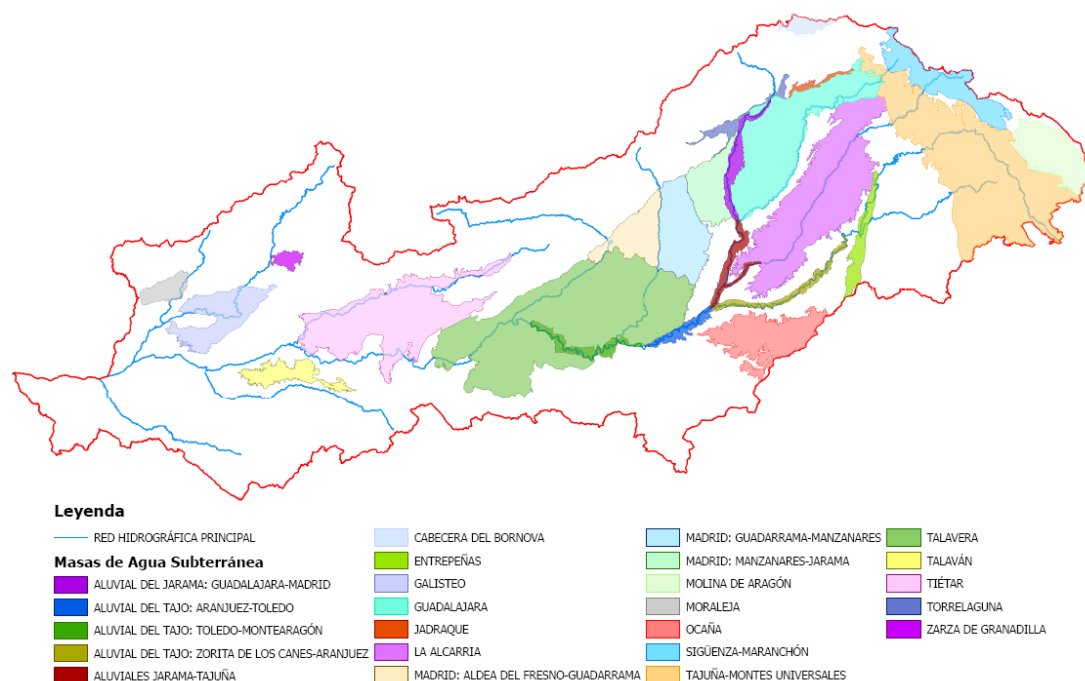 Leyenda
RED HIDROGRÁFICA PRINCIPAL
Masas de Agua Subterránea
ALUVIAL DEL JARAMA: GUADALAJARA-MADRID
ALUVIAL DEL TAJO: ARANJUEZ-TOLEDO
ALUVIAL DEL TAJO: TOLEDO-MONTEARAGÓN
ALUVIAL DEL TAJO: ZORITA DE LOS CANES-ARANJUEZ
ALUVIALES JARAMA-TAJUÑA
CABECERA DEL BORNOVA
ENTREPEÑAS
GALISTEO
GUADALAJARA
JADRAQUE
LA ALCARRIA
MADRID: ALDEA DEL FRESNO-GUADARRAMA
MADRID: GUADARRAMA-MANZANARES
MADRID: MANZANARES-JARAMA
MOLINA DE ARAGÓN
MORALEJA
OCAÑA
SIGÜENZA-MARANCHÓN
TAJUÑA-MONTES UNIVERSALES
TALAVERA
TALAVÁN
TIÉTAR
TORRELAGUNA
ZARZA DE GRANADILLA